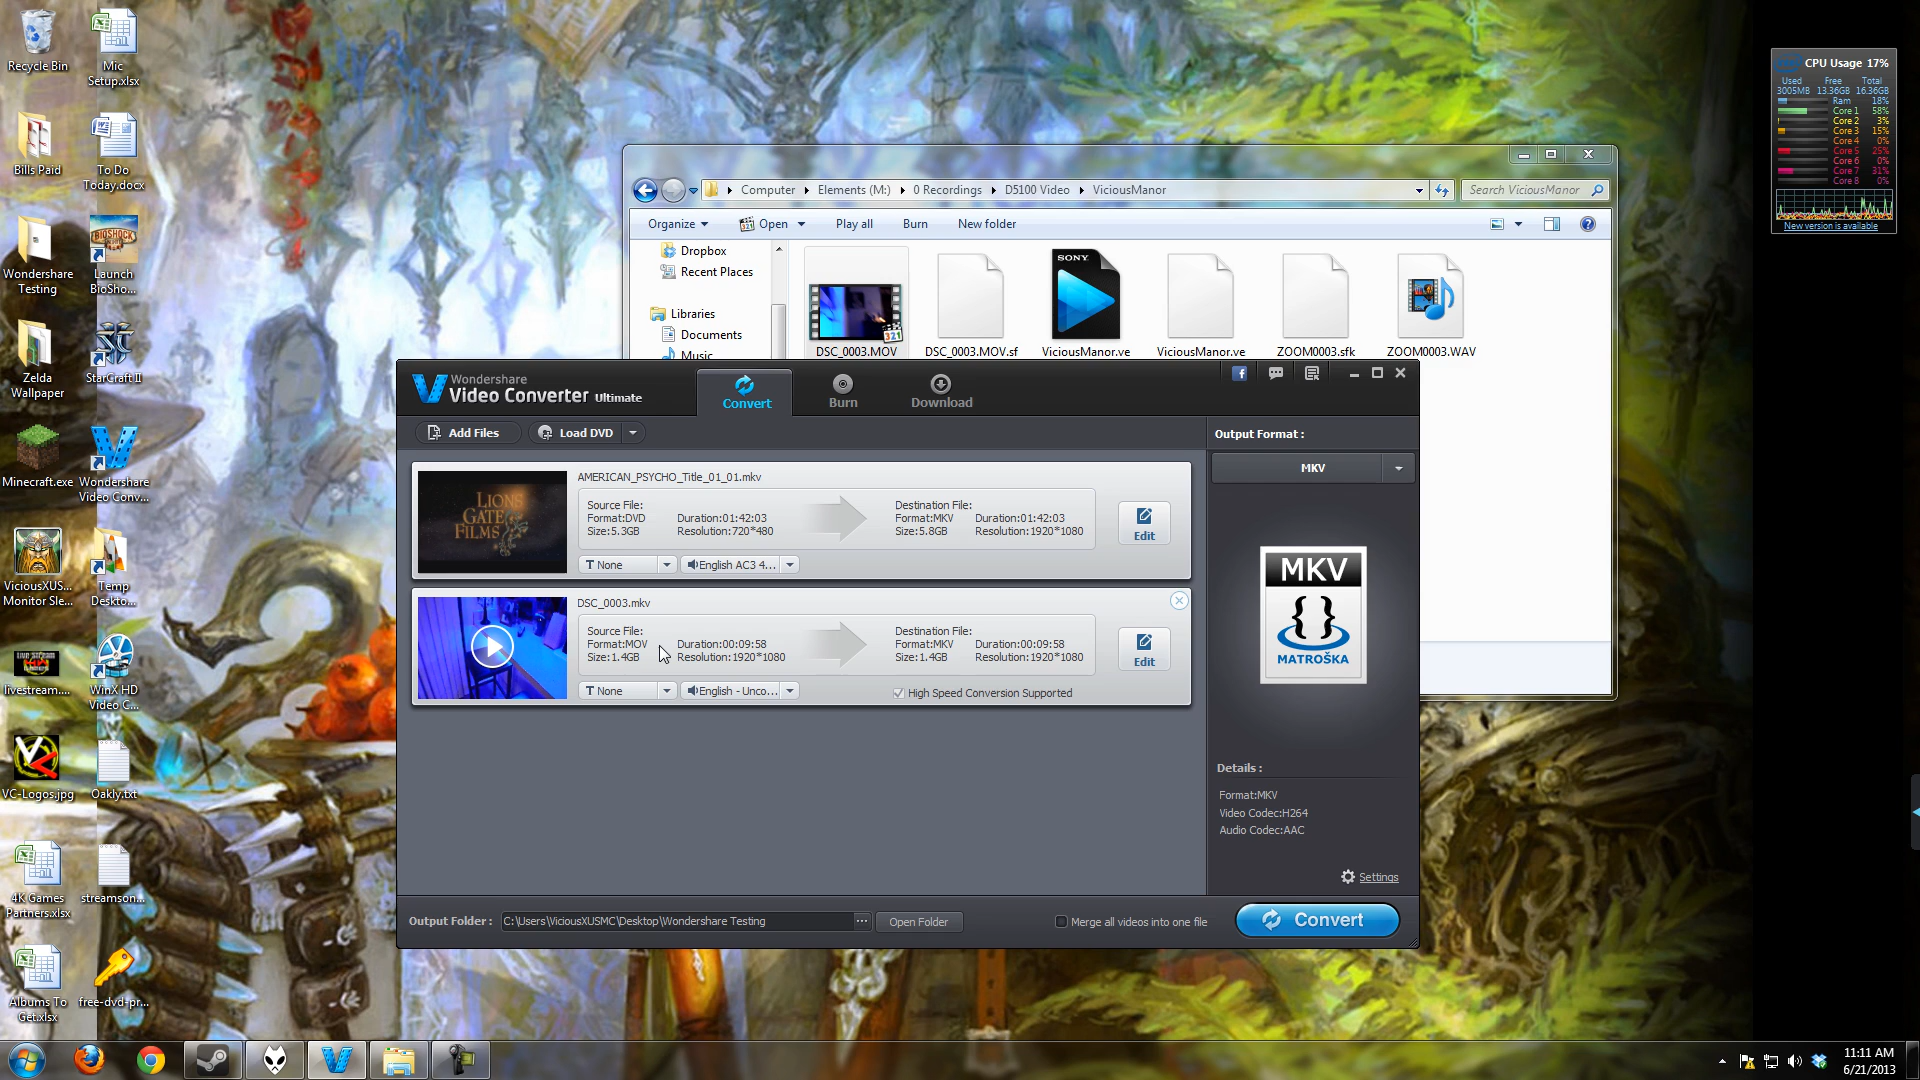 Recycle Bin
Mic
Setup.xlsx
Bills Paid
To Do
Today.docx
Wondershare
Testing
Launch
BioSho...
Zelda
Wallpaper
StarCraft II
Minecraft.exe
Wondershare
Video Conv...
ViciousXUS...
Monitor Sle...
Temp
Deskto...
livestream....
WinX HD
Video C...
VC-Logos.jpg
Oakly.txt
4K Games
Partners.xlsx
streamson...
Albums To
Get.xlsx
free-dvd-pr...
CPU Usage 17%
Used Free Total
3005MB 13.36GB 16.36GB
Ram 18%
Core 1 58%
Core 2 3%
Core 3 15%
Core 4 0%
Core 5 25%
Core 6 0%
Core 7 31%
Core 8 0%
New version is available
Computer Elements (M:) 0 Recordings D5100 Video ViciousManor
Search ViciousManor
Organize Open Play all Burn New folder
Dropbox
Recent Places
Libraries
Documents
Music
SONY
321
DSC_0003.MOV
DSC_0003.MOV.sf
ViciousManor.ve
ViciousManor.ve
ZOOM0003.sfk
ZOOM0003.WAV
Wondershare
Video Converter Ultimate
Convert
Burn
Download
Add Files
Load DVD
Output Format :
MKV
AMERICAN_PSYCHO_Title_01_01.mkv
LIONS
GATE
FILMS
Source File:
Format:DVD Duration:01:42:03
Size:5.3GB Resolution:720*480
Destination File:
Format:MKV Duration:01:42:03
Size:5.8GB Resolution:1920*1080
Edit
T None
English AC3 4...
DSC_0003.mkv
Source File:
Format:MOV Duration:00:09:58
Size:1.4GB Resolution:1920*1080
Destination File:
Format:MKV Duration:00:09:58
Size:1.4GB Resolution:1920*1080
Edit
T None
English - Unco...
High Speed Conversion Supported
MKV
MATROŠKA
Details :
Format:MKV
Video Codec:H264
Audio Codec:AAC
Settings
Output Folder : C:\Users\ViciousXUSMC\Desktop\Wondershare Testing
Open Folder
Merge all videos into one file
Convert
11:11 AM
6/21/2013